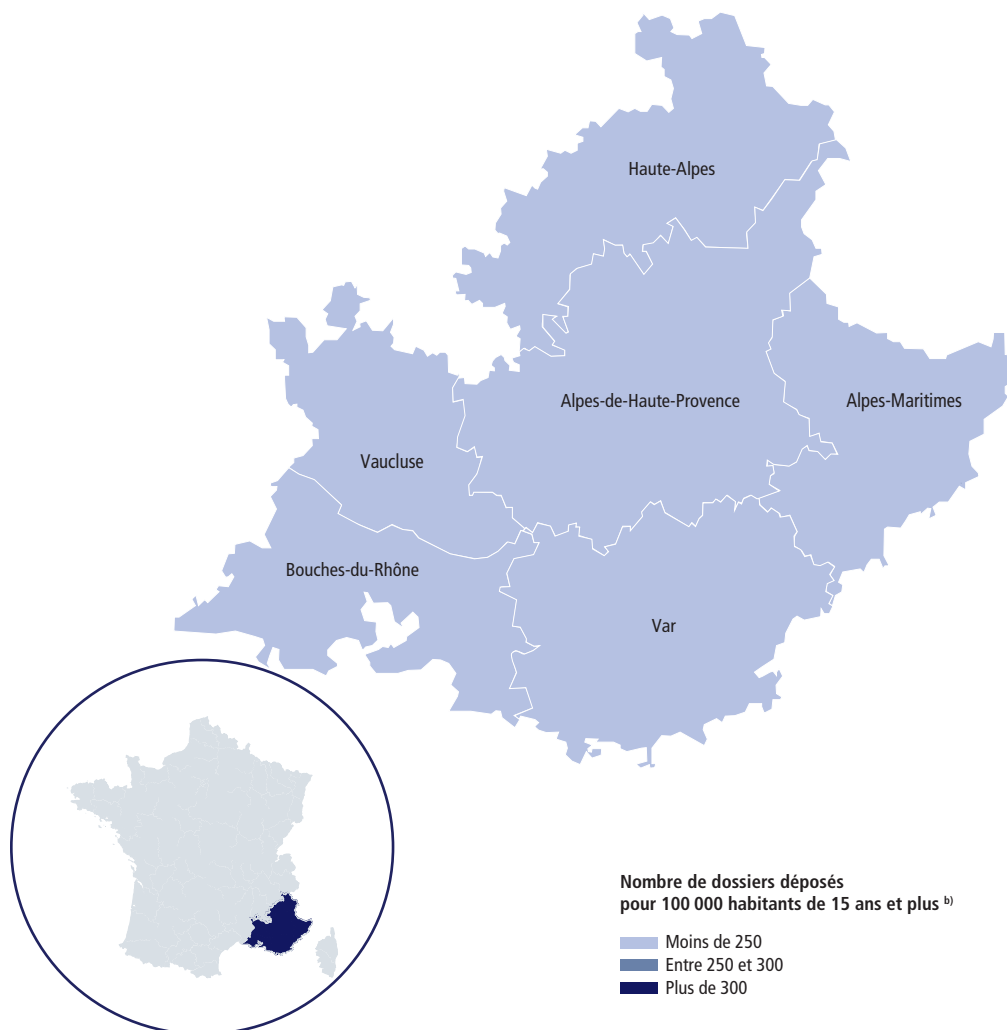 Haute-Alpes
Alpes-de-Haute-Provence
Alpes-Maritimes
Vaucluse
Bouches-du-Rhône
Var
Nombre de dossiers déposés
pour 100 000 habitants de 15 ans et plus b)
Moins de 250
Entre 250 et 300
Plus de 300